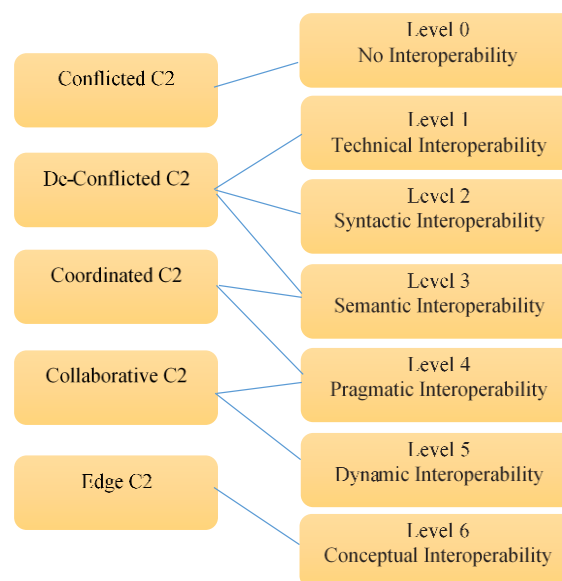 Conflicted C2
De-Conflicted C2
Coordinated C2
Collaborative C2
Edge C2
Level 0
No Interoperability
Level 1
Technical Interoperability
Level 2
Syntactic Interoperability
Level 3
Semantic Interoperability
Level 4
Pragmatic Interoperability
Level 5
Dynamic Interoperability
Level 6
Conceptual Interoperability